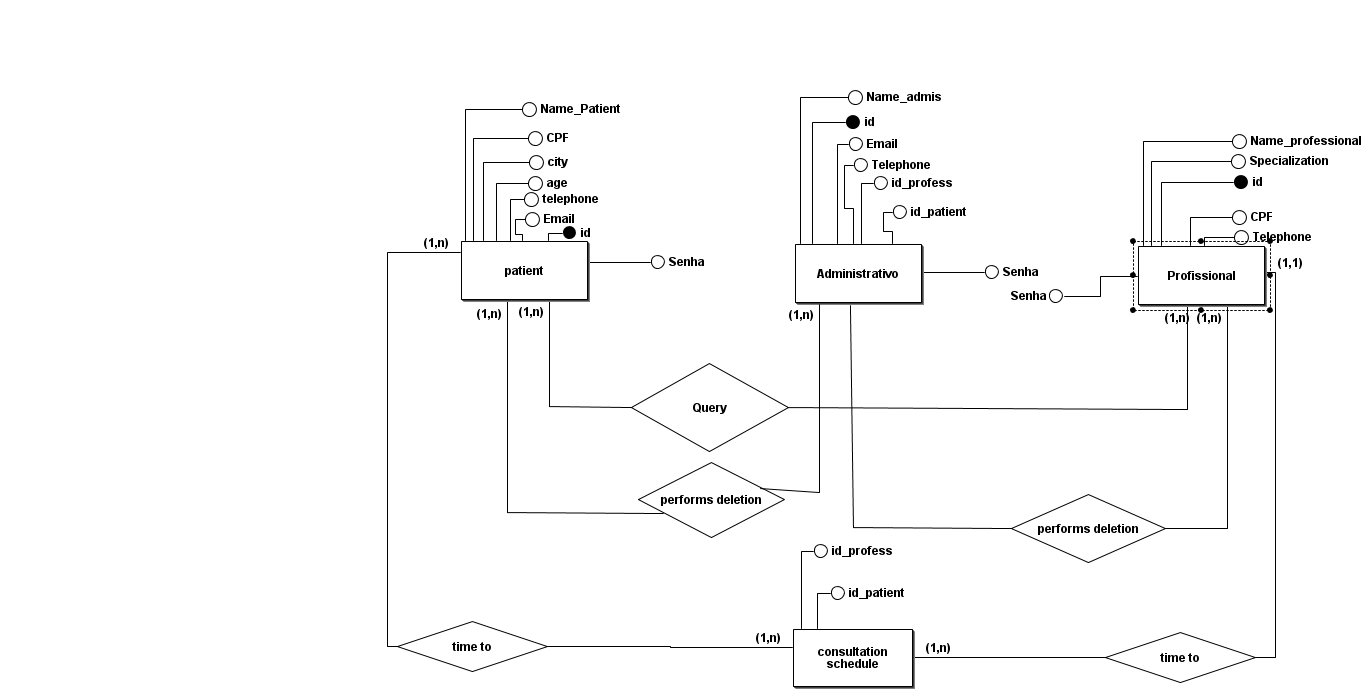 Name_Patient
CPF
city
age
telephone
Email
id
(1,n)
patient
Senha
(1,n)
(1,n)
Name_admis
id
Email
Telephone
id_profess
id_patient
Administrativo
Senha
(1,n)
Name_professional
Specialization
id
CPF
Telephone
Profissional
Senha
(1,1)
(1,n)
(1,n)
Query
performs deletion
performs deletion
id_profess
id_patient
time to
(1,n)
consultation
schedule
(1,n)
time to